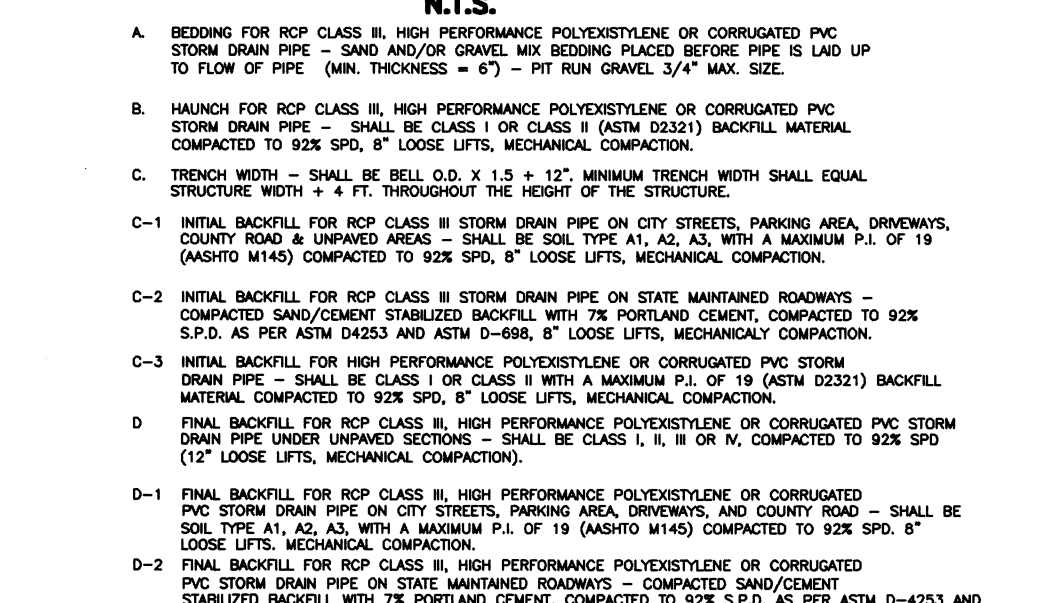 N.T.S.
A. BEDDING FOR RCP CLASS III, HIGH PERFORMANCE POLYEXISTYLENE OR CORRUGATED PVC
STORM DRAIN PIPE – SAND AND/OR GRAVEL MIX BEDDING PLACED BEFORE PIPE IS LAID UP
TO FLOW OF PIPE (MIN. THICKNESS = 6") – PIT RUN GRAVEL 3/4" MAX. SIZE.
B. HAUNCH FOR RCP CLASS III, HIGH PERFORMANCE POLYEXISTYLENE OR CORRUGATED PVC
STORM DRAIN PIPE – SHALL BE CLASS I OR CLASS II (ASTM D2321) BACKFILL MATERIAL
COMPACTED TO 92% SPD, 8" LOOSE LIFTS, MECHANICAL COMPACTION.
C. TRENCH WIDTH – SHALL BE BELL O.D. X 1.5 + 12". MINIMUM TRENCH WIDTH SHALL EQUAL
STRUCTURE WIDTH + 4 FT. THROUGHOUT THE HEIGHT OF THE STRUCTURE.
C–1 INITIAL BACKFILL FOR RCP CLASS III STORM DRAIN PIPE ON CITY STREETS, PARKING AREA, DRIVEWAYS,
COUNTY ROAD & UNPAVED AREAS – SHALL BE SOIL TYPE A1, A2, A3, WITH A MAXIMUM P.I. OF 19
(AASHTO M145) COMPACTED TO 92% SPD, 8" LOOSE LIFTS, MECHANICAL COMPACTION.
C–2 INITIAL BACKFILL FOR RCP CLASS III STORM DRAIN PIPE ON STATE MAINTAINED ROADWAYS –
COMPACTED SAND/CEMENT STABILIZED BACKFILL WITH 7% PORTLAND CEMENT, COMPACTED TO 92%
S.P.D. AS PER ASTM D4253 AND ASTM D–698, 8" LOOSE LIFTS, MECHANICALY COMPACTION.
C–3 INITIAL BACKFILL FOR HIGH PERFORMANCE POLYEXISTYLENE OR CORRUGATED PVC STORM
DRAIN PIPE – SHALL BE CLASS I OR CLASS II WITH A MAXIMUM P.I. OF 19 (ASTM D2321) BACKFILL
MATERIAL COMPACTED TO 92% SPD, 8" LOOSE LIFTS, MECHANICAL COMPACTION.
D FINAL BACKFILL FOR RCP CLASS III, HIGH PERFORMANCE POLYEXISTYLENE OR CORRUGATED PVC STORM
DRAIN PIPE UNDER UNPAVED SECTIONS – SHALL BE CLASS I, II, III OR IV, COMPACTED TO 92% SPD
(12" LOOSE LIFTS, MECHANICAL COMPACTION).
D–1 FINAL BACKFILL FOR RCP CLASS III, HIGH PERFORMANCE POLYEXISTYLENE OR CORRUGATED
PVC STORM DRAIN PIPE ON CITY STREETS, PARKING AREA, DRIVEWAYS, AND COUNTY ROAD – SHALL BE
SOIL TYPE A1, A2, A3, WITH A MAXIMUM P.I. OF 19 (AASHTO M145) COMPACTED TO 92% SPD. 8"
LOOSE LIFTS. MECHANICAL COMPACTION.
D–2 FINAL BACKFILL FOR RCP CLASS III, HIGH PERFORMANCE POLYEXISTYLENE OR CORRUGATED
PVC STORM DRAIN PIPE ON STATE MAINTAINED ROADWAYS – COMPACTED SAND/CEMENT
STABILIZED BACKFILL WITH 7% PORTLAND CEMENT, COMPACTED TO 92% S.P.D. AS PER ASTM D–4253 AND